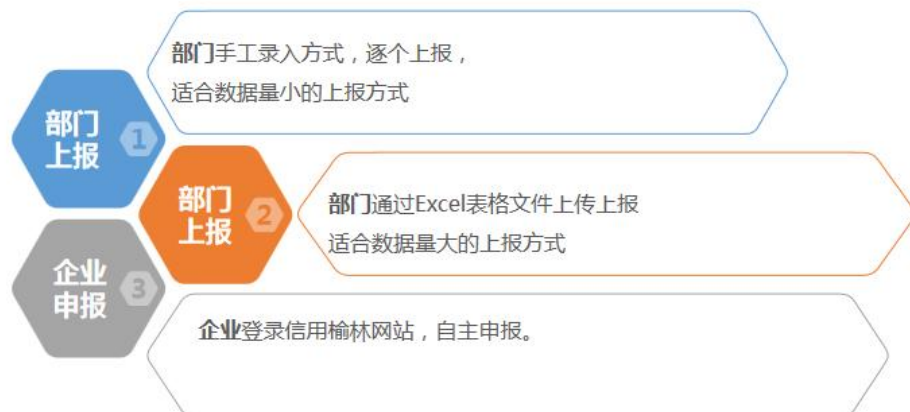 部门手工录入方式，逐个上报，
适合数据量小的上报方式
部门
上报
1
部门
上报
2
部门通过Excel表格文件上传上报
适合数据量大的上报方式
企业
申报
3
企业登录信用榆林网站，自主申报。